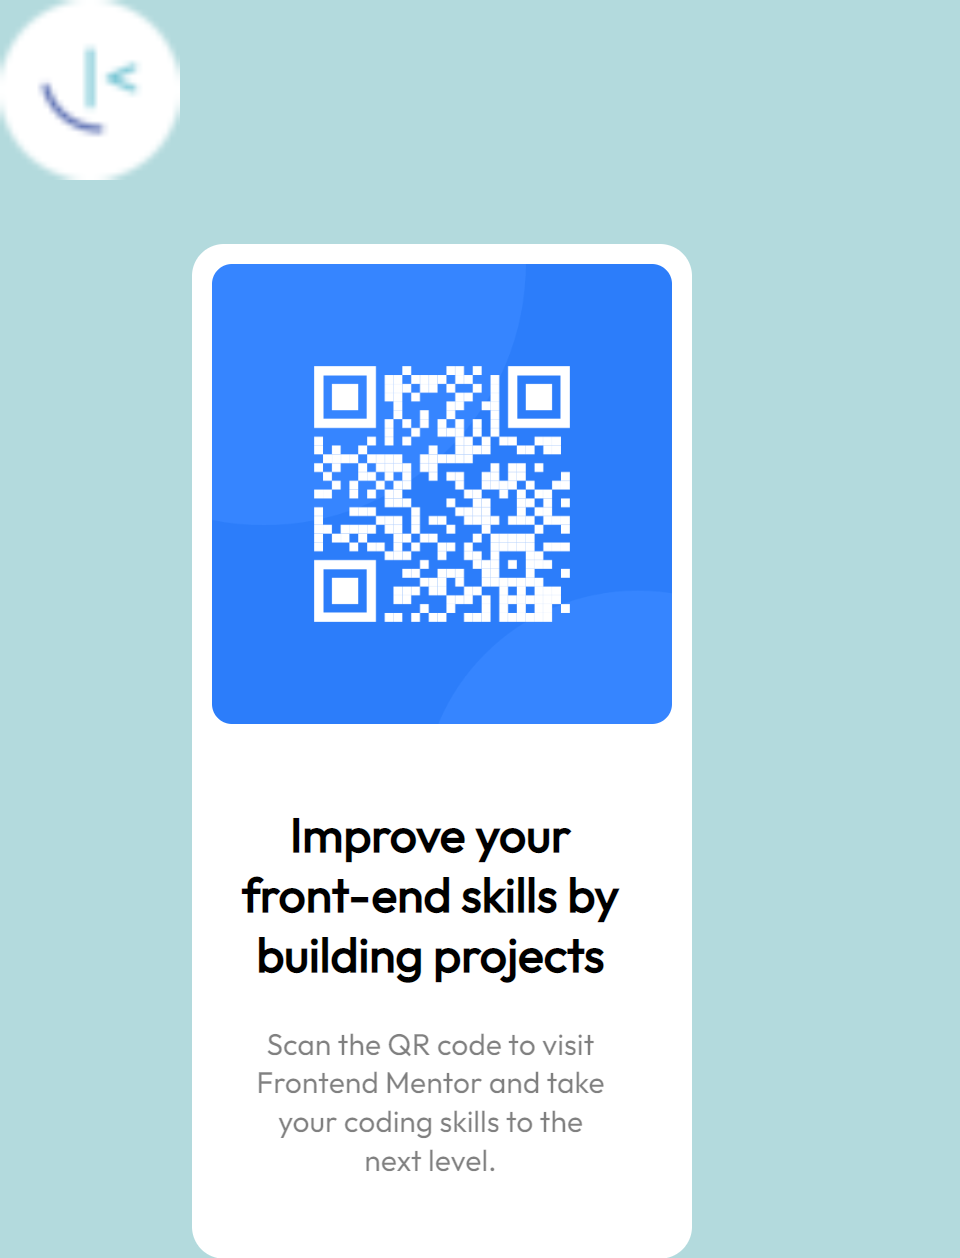 Improve your
front-end skills by
building projects
Scan the QR code to visit
Frontend Mentor and take
your coding skills to the
next level.